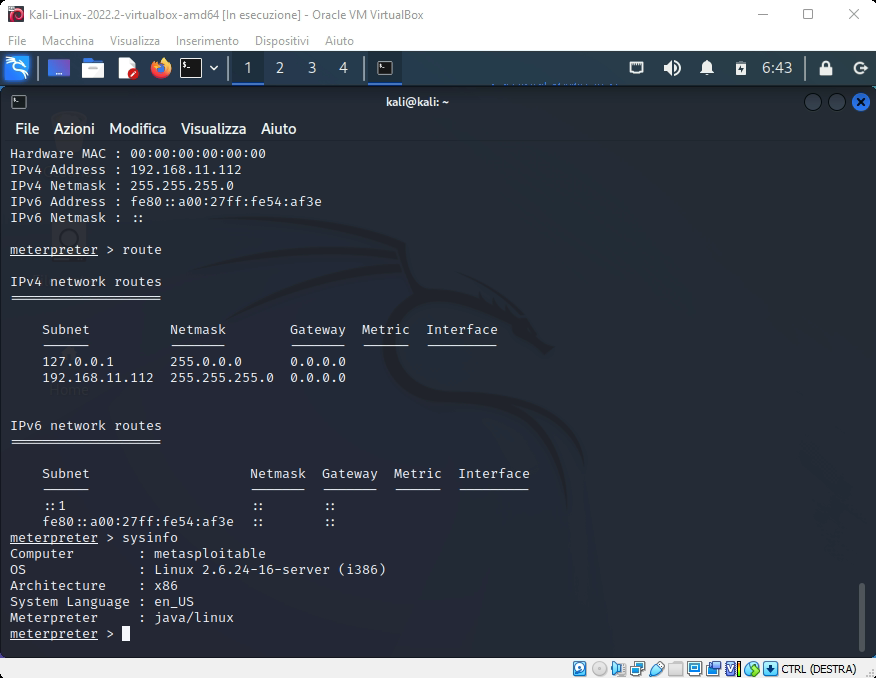 Kali-Linux-2022.2-virtualbox-amd64 [In esecuzione] - Oracle VM VirtualBox
File Macchina Visualizza Inserimento Dispositivi Aiuto
1 2 3 4 6:43
kali@kali: ~
File Azioni Modifica Visualizza Aiuto
Hardware MAC : 00:00:00:00:00:00
IPv4 Address : 192.168.11.112
IPv4 Netmask : 255.255.255.0
IPv6 Address : fe80::a00:27ff:fe54:af3e
IPv6 Netmask : ::
meterpreter > route
IPv4 network routes
Subnet Netmask Gateway Metric Interface
127.0.0.1 255.0.0.0 0.0.0.0
192.168.11.112 255.255.255.0 0.0.0.0
IPv6 network routes
Subnet Netmask Gateway Metric Interface
::1 :: ::
fe80::a00:27ff:fe54:af3e :: ::
meterpreter > sysinfo
Computer : metasploitable
OS : Linux 2.6.24-16-server (i386)
Architecture : x86
System Language : en_US
Meterpreter : java/linux
meterpreter >
CTRL (DESTRA)